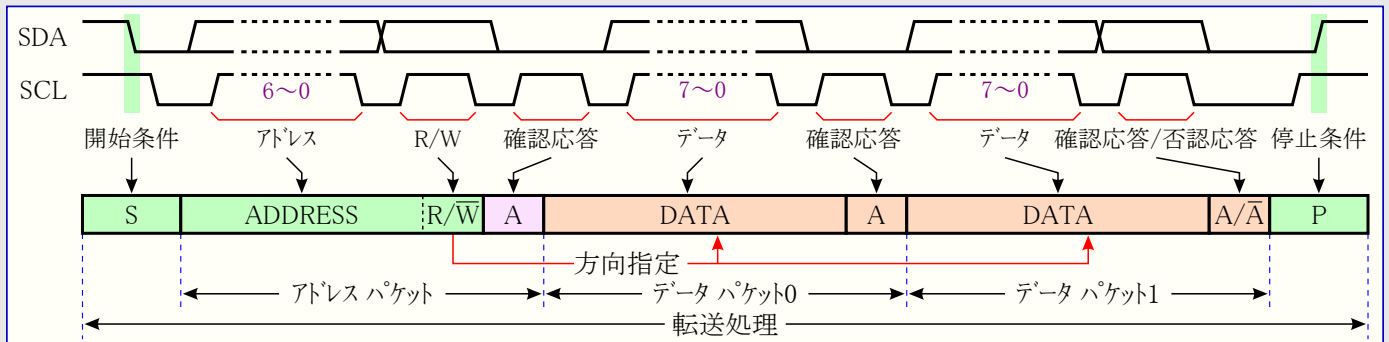 SDA
SCL 6～0 7～0 7～0
開始条件 アドレス R/W 確認応答 データ 確認応答 データ 確認応答/否認応答 停止条件
S ADDRESS R/W̅ A DATA A DATA A/A̅ P
方向指定
アドレス パケット データ パケット0 データ パケット1
転送処理